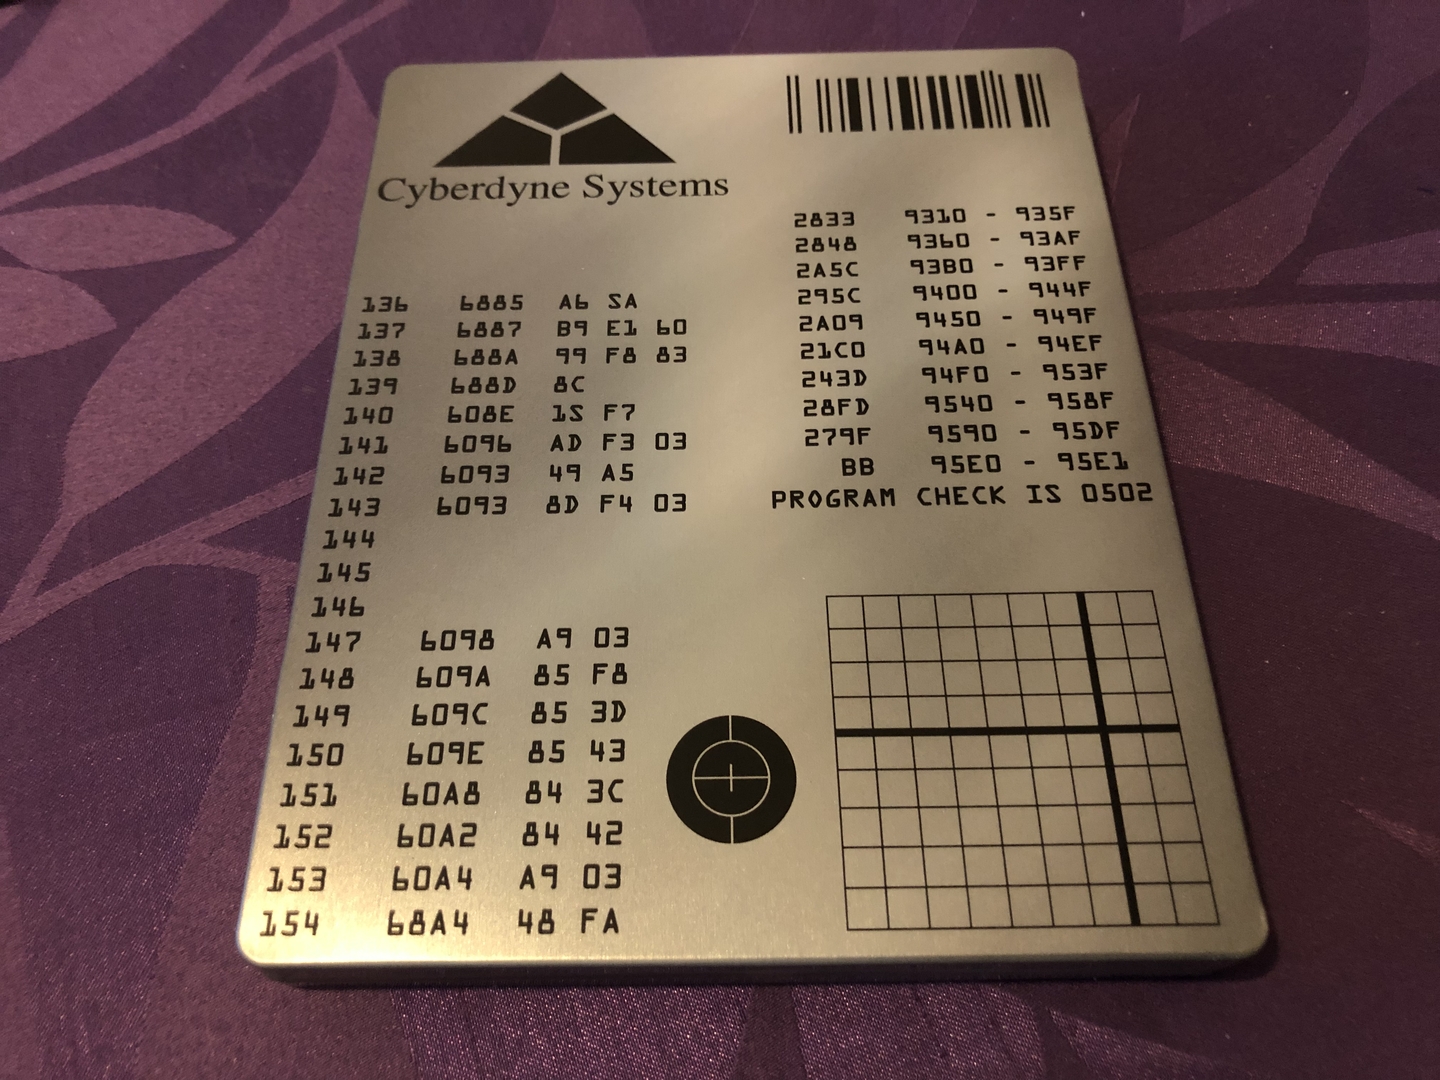 Cyberdyne Systems
136 6885 A6 SA
137 6887 B9 E1 60
138 688A 99 F8 83
139 688D 8C
140 608E 1S F7
141 6096 AD F3 03
142 6093 49 A5
143 6093 8D F4 03
144
145
146
147 6098 A9 03
148 609A 85 F8
149 609C 85 3D
150 609E 85 43
151 60A8 84 3C
152 60A2 84 42
153 60A4 A9 03
154 68A4 48 FA
2833 9310 - 935F
2848 9360 - 93AF
2A5C 93B0 - 93FF
295C 9400 - 944F
2A09 9450 - 949F
21C0 94A0 - 94EF
243D 94F0 - 953F
28FD 9540 - 958F
279F 9590 - 95DF
BB 95E0 - 95E1
PROGRAM CHECK IS 0502